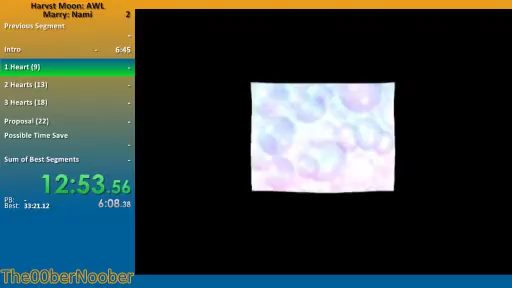 Harvst Moon: AWL
Marry: Nami 2
Previous Segment
-
Intro - 6:45
1 Heart (9) -
2 Hearts (13) -
3 Hearts (18) -
Proposal (22) -
Possible Time Save
-
Sum of Best Segments -
12:53.56
PB: - 6:08.38
Best: 33:21.12
The00berNoober